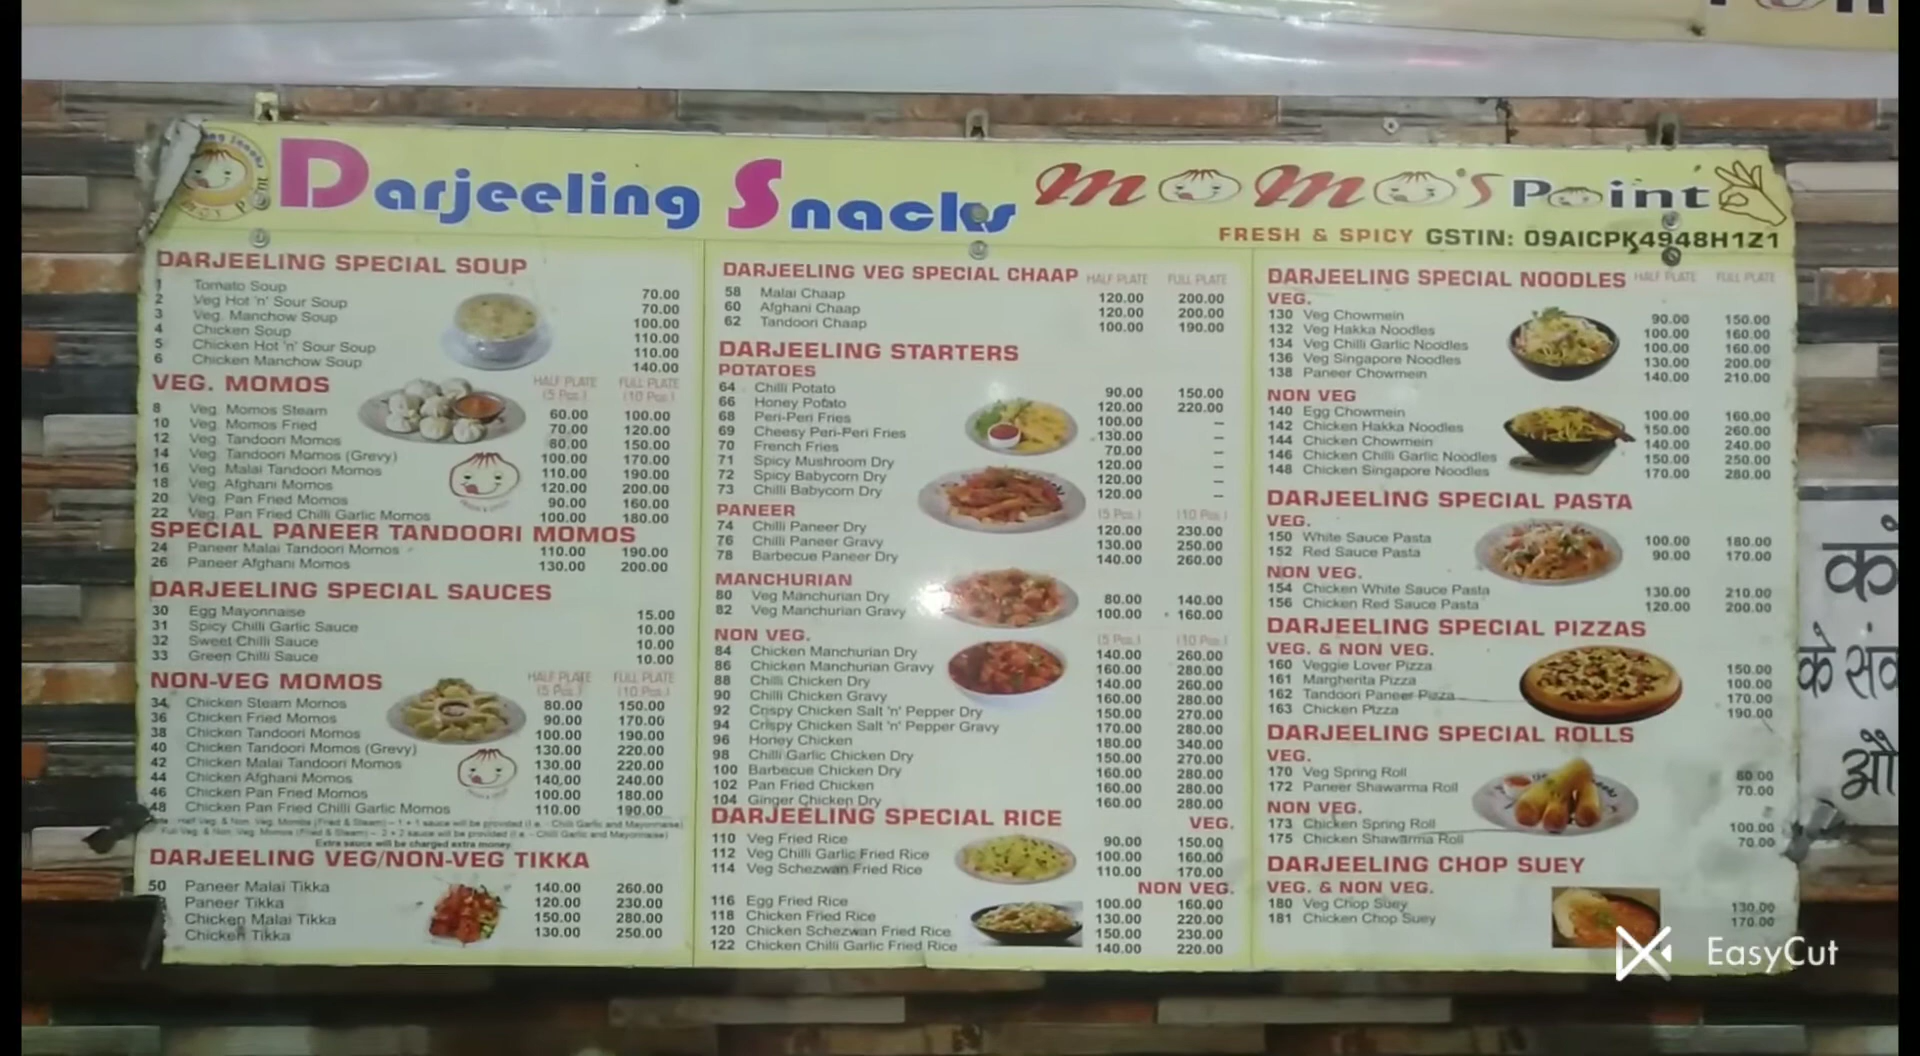 Darjeeling Snacks MOMO'S Point
FRESH & SPICY GSTIN: 09AICPK4948H1Z1
DARJEELING SPECIAL SOUP
1 Tomato Soup 70.00
2 Veg Hot 'n' Sour Soup 70.00
3 Veg. Manchow Soup 100.00
4 Chicken Soup 110.00
5 Chicken Hot 'n' Sour Soup 110.00
6 Chicken Manchow Soup 140.00
VEG. MOMOS HALF PLATE (5 Pcs.) FULL PLATE (10 Pcs.)
8 Veg. Momos Steam 60.00 100.00
10 Veg. Momos Fried 70.00 120.00
12 Veg. Tandoori Momos 80.00 150.00
14 Veg. Tandoori Momos (Grevy) 100.00 170.00
16 Veg. Malai Tandoori Momos 110.00 190.00
18 Veg. Afghani Momos 120.00 200.00
20 Veg. Pan Fried Momos 90.00 160.00
22 Veg. Pan Fried Chilli Garlic Momos 100.00 180.00
SPECIAL PANEER TANDOORI MOMOS
24 Paneer Malai Tandoori Momos 110.00 190.00
26 Paneer Afghani Momos 130.00 200.00
DARJEELING SPECIAL SAUCES
30 Egg Mayonnaise 15.00
31 Spicy Chilli Garlic Sauce 10.00
32 Sweet Chilli Sauce 10.00
33 Green Chilli Sauce 10.00
NON-VEG MOMOS HALF PLATE (5 Pcs.) FULL PLATE (10 Pcs.)
34 Chicken Steam Momos 80.00 150.00
36 Chicken Fried Momos 90.00 170.00
38 Chicken Tandoori Momos 100.00 190.00
40 Chicken Tandoori Momos (Grevy) 130.00 220.00
42 Chicken Malai Tandoori Momos 130.00 220.00
44 Chicken Afghani Momos 140.00 240.00
46 Chicken Pan Fried Momos 100.00 180.00
48 Chicken Pan Fried Chilli Garlic Momos 110.00 190.00
Half Veg. & Non. Veg. Momos (Fried & Steam) – 1 + 1 sauce will be provided (i.e. - Chilli Garlic and Mayonnaise)
Full Veg. & Non. Veg. Momos (Fried & Steam) – 2 + 2 sauce will be provided (i.e. - Chilli Garlic and Mayonnaise)
Extra sauce will be charged extra money.
DARJEELING VEG/NON-VEG TIKKA
50 Paneer Malai Tikka 140.00 260.00
Paneer Tikka 120.00 230.00
Chicken Malai Tikka 150.00 280.00
Chicken Tikka 130.00 250.00
DARJEELING VEG SPECIAL CHAAP HALF PLATE FULL PLATE
58 Malai Chaap 120.00 200.00
60 Afghani Chaap 120.00 200.00
62 Tandoori Chaap 100.00 190.00
DARJEELING STARTERS
POTATOES
64 Chilli Potato 90.00 150.00
66 Honey Potato 120.00 220.00
68 Peri-Peri Fries 100.00 --
69 Cheesy Peri-Peri Fries 130.00 --
70 French Fries 70.00 --
71 Spicy Mushroom Dry 120.00 --
72 Spicy Babycorn Dry 120.00 --
73 Chilli Babycorn Dry 120.00 --
PANEER (5 Pcs.) (10 Pcs.)
74 Chilli Paneer Dry 120.00 230.00
76 Chilli Paneer Gravy 130.00 250.00
78 Barbecue Paneer Dry 140.00 260.00
MANCHURIAN
80 Veg Manchurian Dry 80.00 140.00
82 Veg Manchurian Gravy 100.00 160.00
NON VEG. (5 Pcs.) (10 Pcs.)
84 Chicken Manchurian Dry 140.00 260.00
86 Chicken Manchurian Gravy 160.00 280.00
88 Chilli Chicken Dry 140.00 260.00
90 Chilli Chicken Gravy 160.00 280.00
92 Crispy Chicken Salt 'n' Pepper Dry 150.00 270.00
94 Crispy Chicken Salt 'n' Pepper Gravy 170.00 280.00
96 Honey Chicken 180.00 340.00
98 Chilli Garlic Chicken Dry 150.00 270.00
100 Barbecue Chicken Dry 160.00 280.00
102 Pan Fried Chicken 160.00 280.00
104 Ginger Chicken Dry 160.00 280.00
DARJEELING SPECIAL RICE VEG.
110 Veg Fried Rice 90.00 150.00
112 Veg Chilli Garlic Fried Rice 100.00 160.00
114 Veg Schezwan Fried Rice 110.00 170.00
NON VEG.
116 Egg Fried Rice 100.00 160.00
118 Chicken Fried Rice 130.00 220.00
120 Chicken Schezwan Fried Rice 150.00 230.00
122 Chicken Chilli Garlic Fried Rice 140.00 220.00
DARJEELING SPECIAL NOODLES HALF PLATE FULL PLATE
VEG.
130 Veg Chowmein 90.00 150.00
132 Veg Hakka Noodles 100.00 160.00
134 Veg Chilli Garlic Noodles 100.00 160.00
136 Veg Singapore Noodles 130.00 200.00
138 Paneer Chowmein 140.00 210.00
NON VEG
140 Egg Chowmein 100.00 160.00
142 Chicken Hakka Noodles 150.00 260.00
144 Chicken Chowmein 140.00 240.00
146 Chicken Chilli Garlic Noodles 150.00 250.00
148 Chicken Singapore Noodles 170.00 280.00
DARJEELING SPECIAL PASTA
VEG.
150 White Sauce Pasta 100.00 180.00
152 Red Sauce Pasta 90.00 170.00
NON VEG.
154 Chicken White Sauce Pasta 130.00 210.00
156 Chicken Red Sauce Pasta 120.00 200.00
DARJEELING SPECIAL PIZZAS
VEG. & NON VEG.
160 Veggie Lover Pizza 150.00
161 Margherita Pizza 100.00
162 Tandoori Paneer Pizza 170.00
163 Chicken Pizza 190.00
DARJEELING SPECIAL ROLLS
VEG.
170 Veg Spring Roll 80.00
172 Paneer Shawarma Roll 70.00
NON VEG.
173 Chicken Spring Roll 100.00
175 Chicken Shawarma Roll 70.00
DARJEELING CHOP SUEY
VEG. & NON VEG.
180 Veg Chop Suey 130.00
181 Chicken Chop Suey 170.00
के
औ
EasyCut